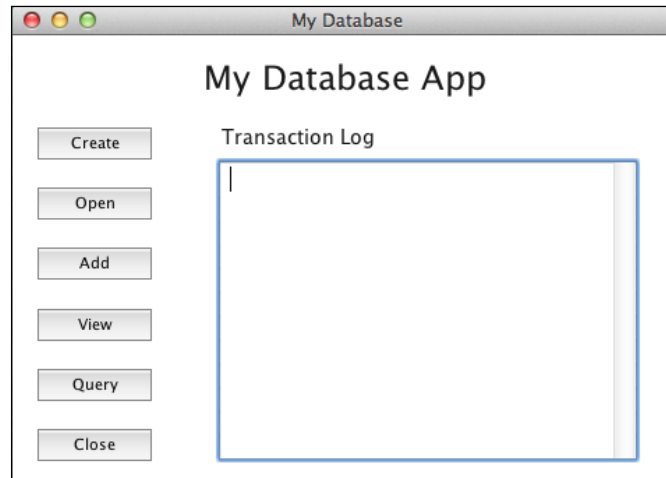 My Database
My Database App
Transaction Log
Create
Open
Add
View
Query
Close